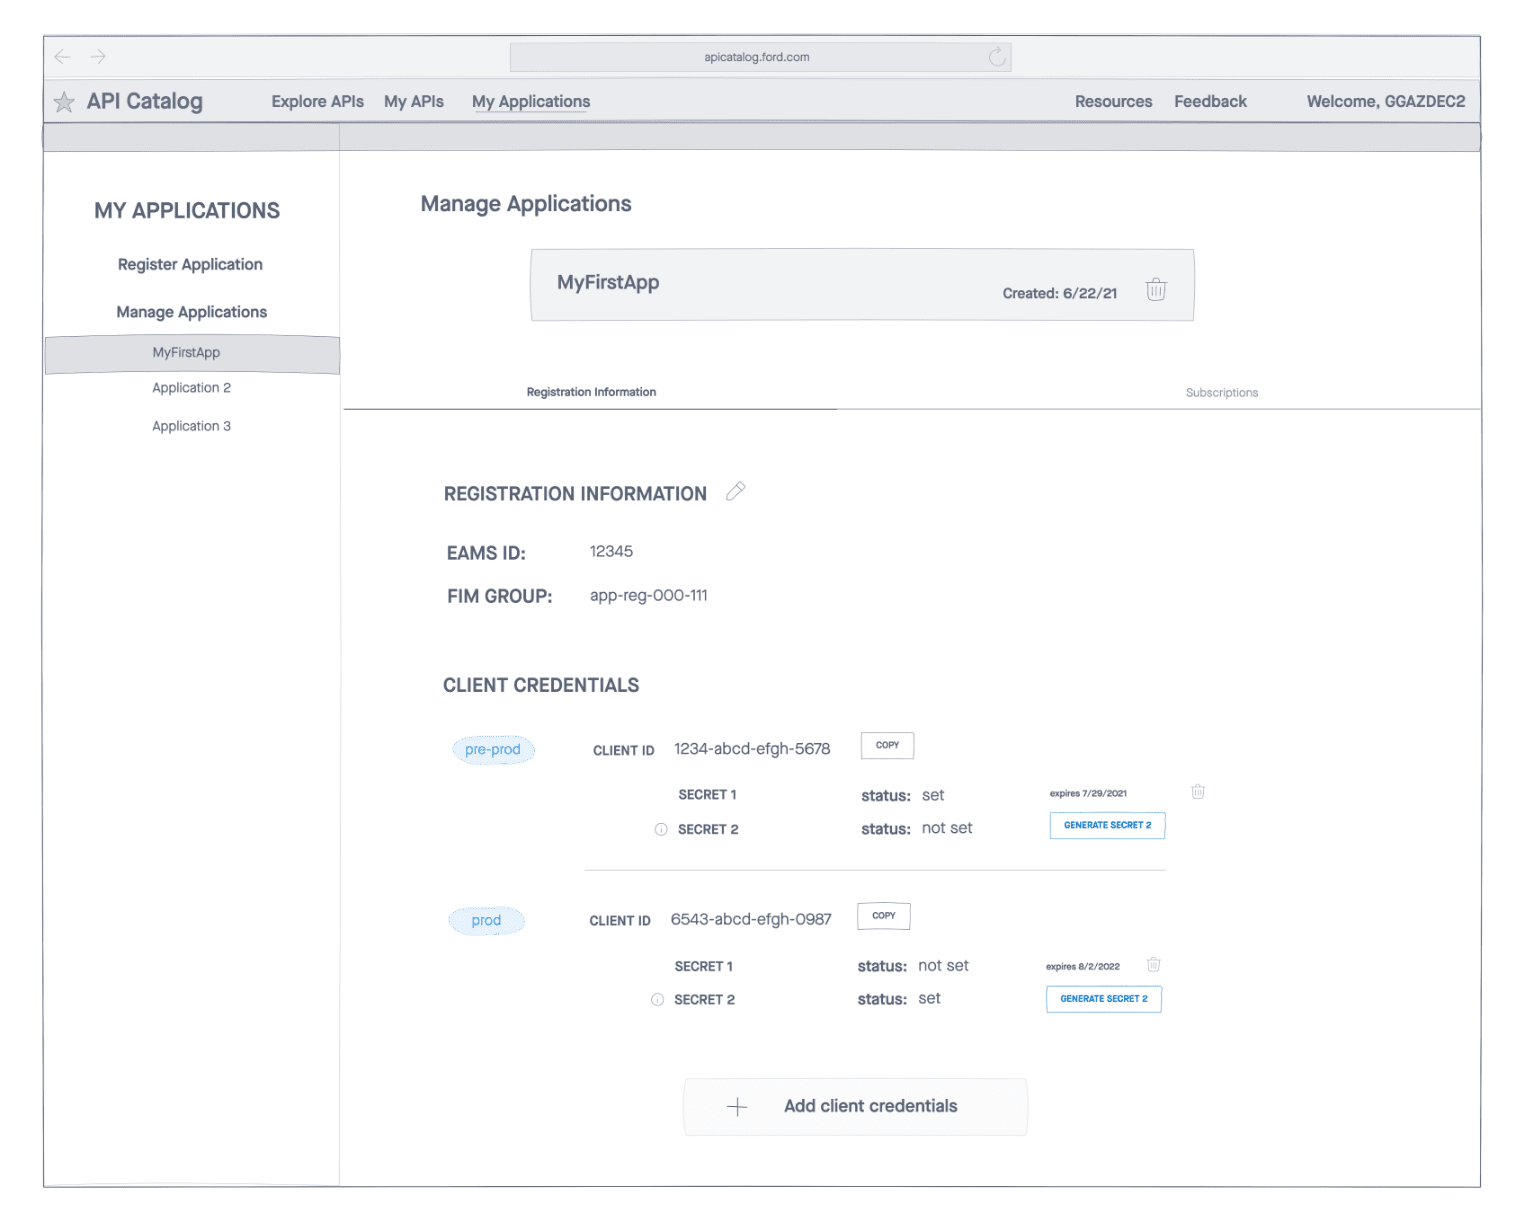 apicatalog.ford.com
API Catalog Explore APIs My APIs My Applications Resources Feedback Welcome, GGAZDEC2
MY APPLICATIONS
Register Application
Manage Applications
MyFirstApp
Application 2
Application 3
Manage Applications
MyFirstApp
Created: 6/22/21
Registration Information Subscriptions
REGISTRATION INFORMATION
EAMS ID: 12345
FIM GROUP: app-reg-000-111
CLIENT CREDENTIALS
pre-prod CLIENT ID 1234-abcd-efgh-5678 COPY
SECRET 1 status: set expires 7/29/2021
SECRET 2 status: not set GENERATE SECRET 2
prod CLIENT ID 6543-abcd-efgh-0987 COPY
SECRET 1 status: not set expires 8/2/2022
SECRET 2 status: set GENERATE SECRET 2
Add client credentials